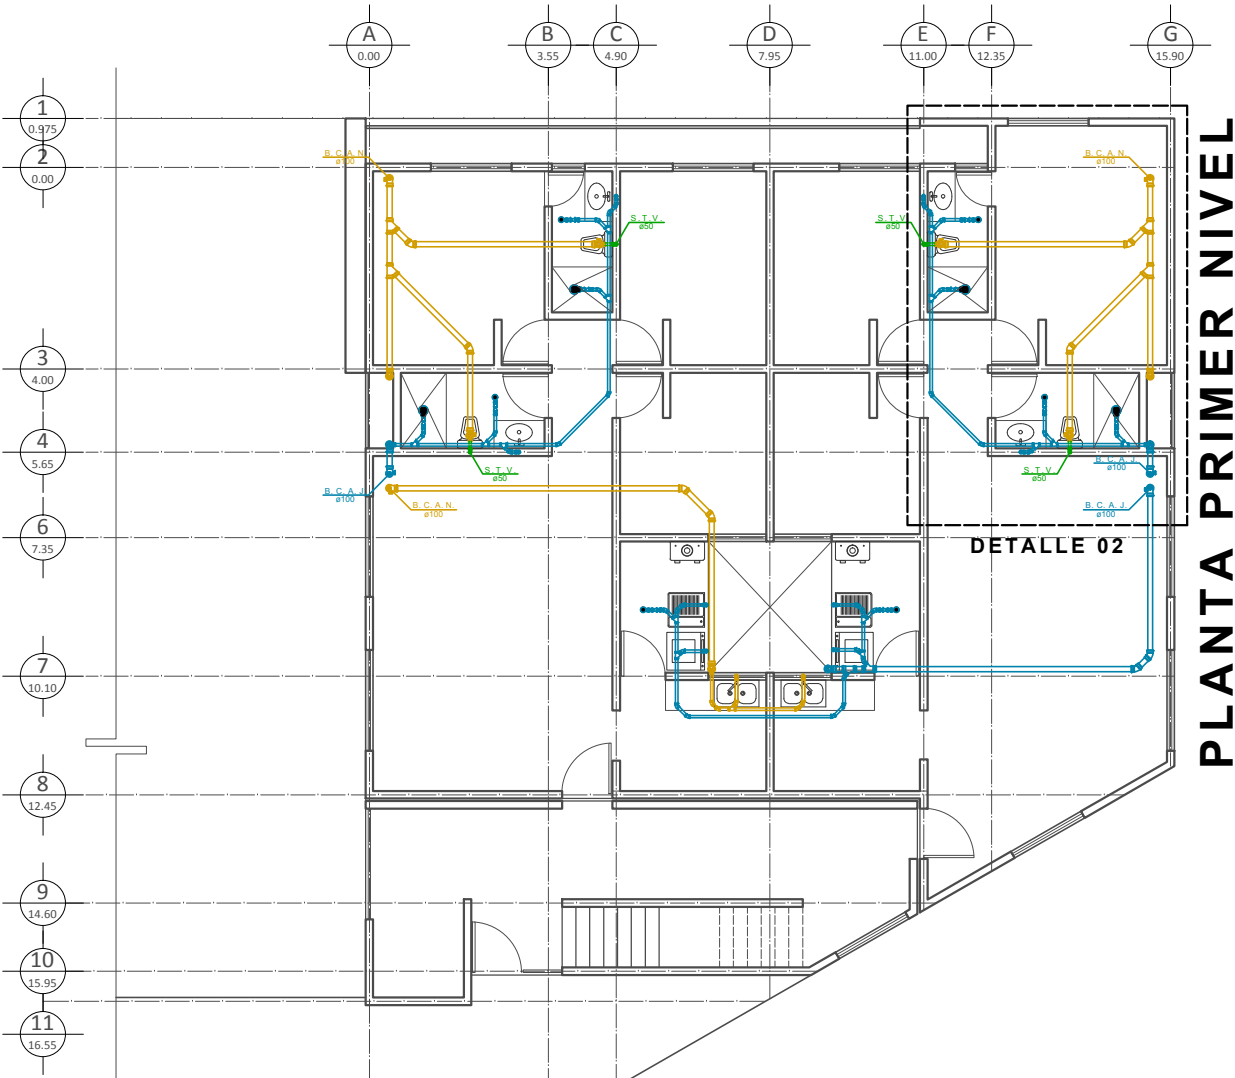 A
0.00
B
3.55
C
4.90
D
7.95
E
11.00
F
12.35
G
15.90
1
0.975
2
0.00
3
4.00
4
5.65
6
7.35
7
10.10
8
12.45
9
14.60
10
15.95
11
16.55
B. C. A. N.
ø100
S. T. V.
ø50
S. T. V.
ø50
B. C. A. N.
ø100
S. T. V.
ø50
B. C. A. J.
ø100
B. C. A. N.
ø100
S. T. V.
ø50
B. C. A. J.
ø100
B. C. A. J.
ø100
DETALLE 02
PLANTA PRIMER NIVEL